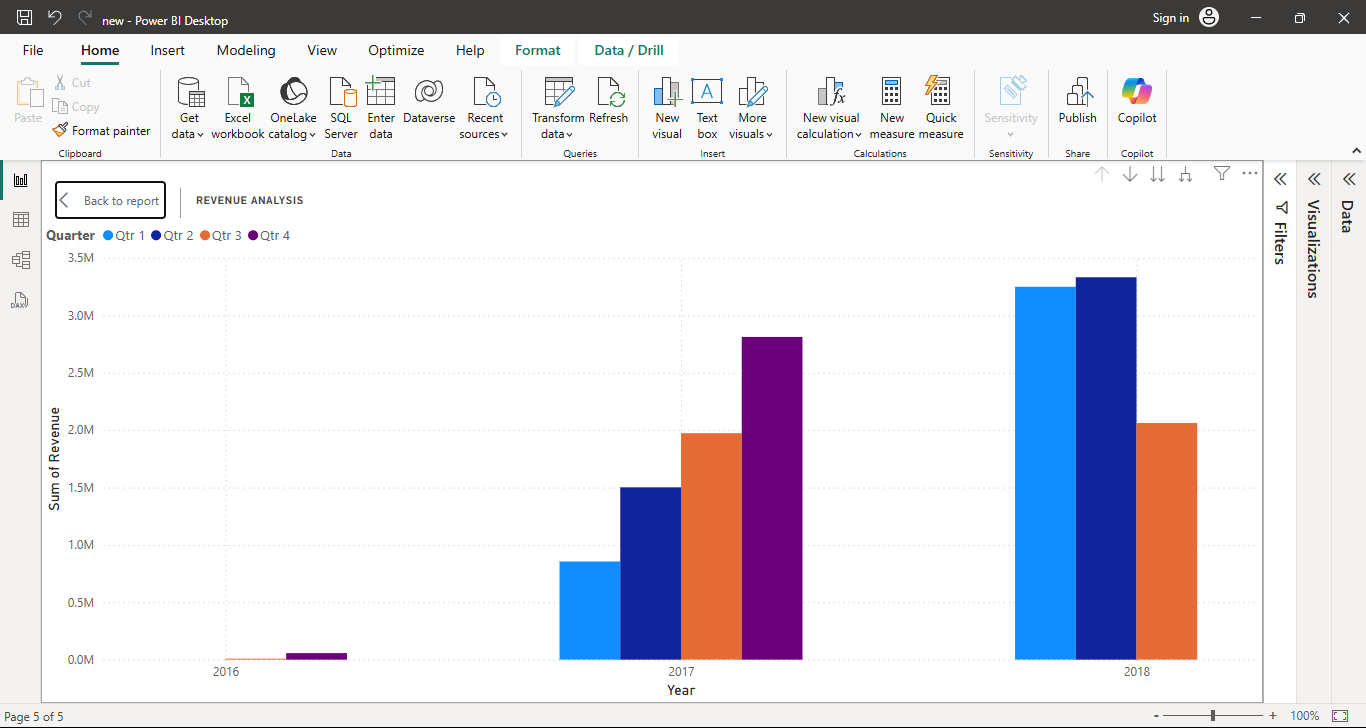 new - Power BI Desktop
Sign in
File Home Insert Modeling View Optimize Help Format Data / Drill
Paste
Cut
Copy
Format painter
Clipboard
Get data
Excel workbook
OneLake catalog
SQL Server
Enter data
Dataverse
Recent sources
Data
Transform data
Refresh
Queries
New visual
Text box
More visuals
Insert
New visual calculation
New measure
Quick measure
Calculations
Sensitivity
Sensitivity
Publish
Share
Copilot
Copilot
Back to report
REVENUE ANALYSIS
Quarter Qtr 1 Qtr 2 Qtr 3 Qtr 4
3.5M
3.0M
2.5M
2.0M
1.5M
1.0M
0.5M
0.0M
Sum of Revenue
2016 2017 2018
Year
Filters
Visualizations
Data
DAX
Page 5 of 5
- + 100%